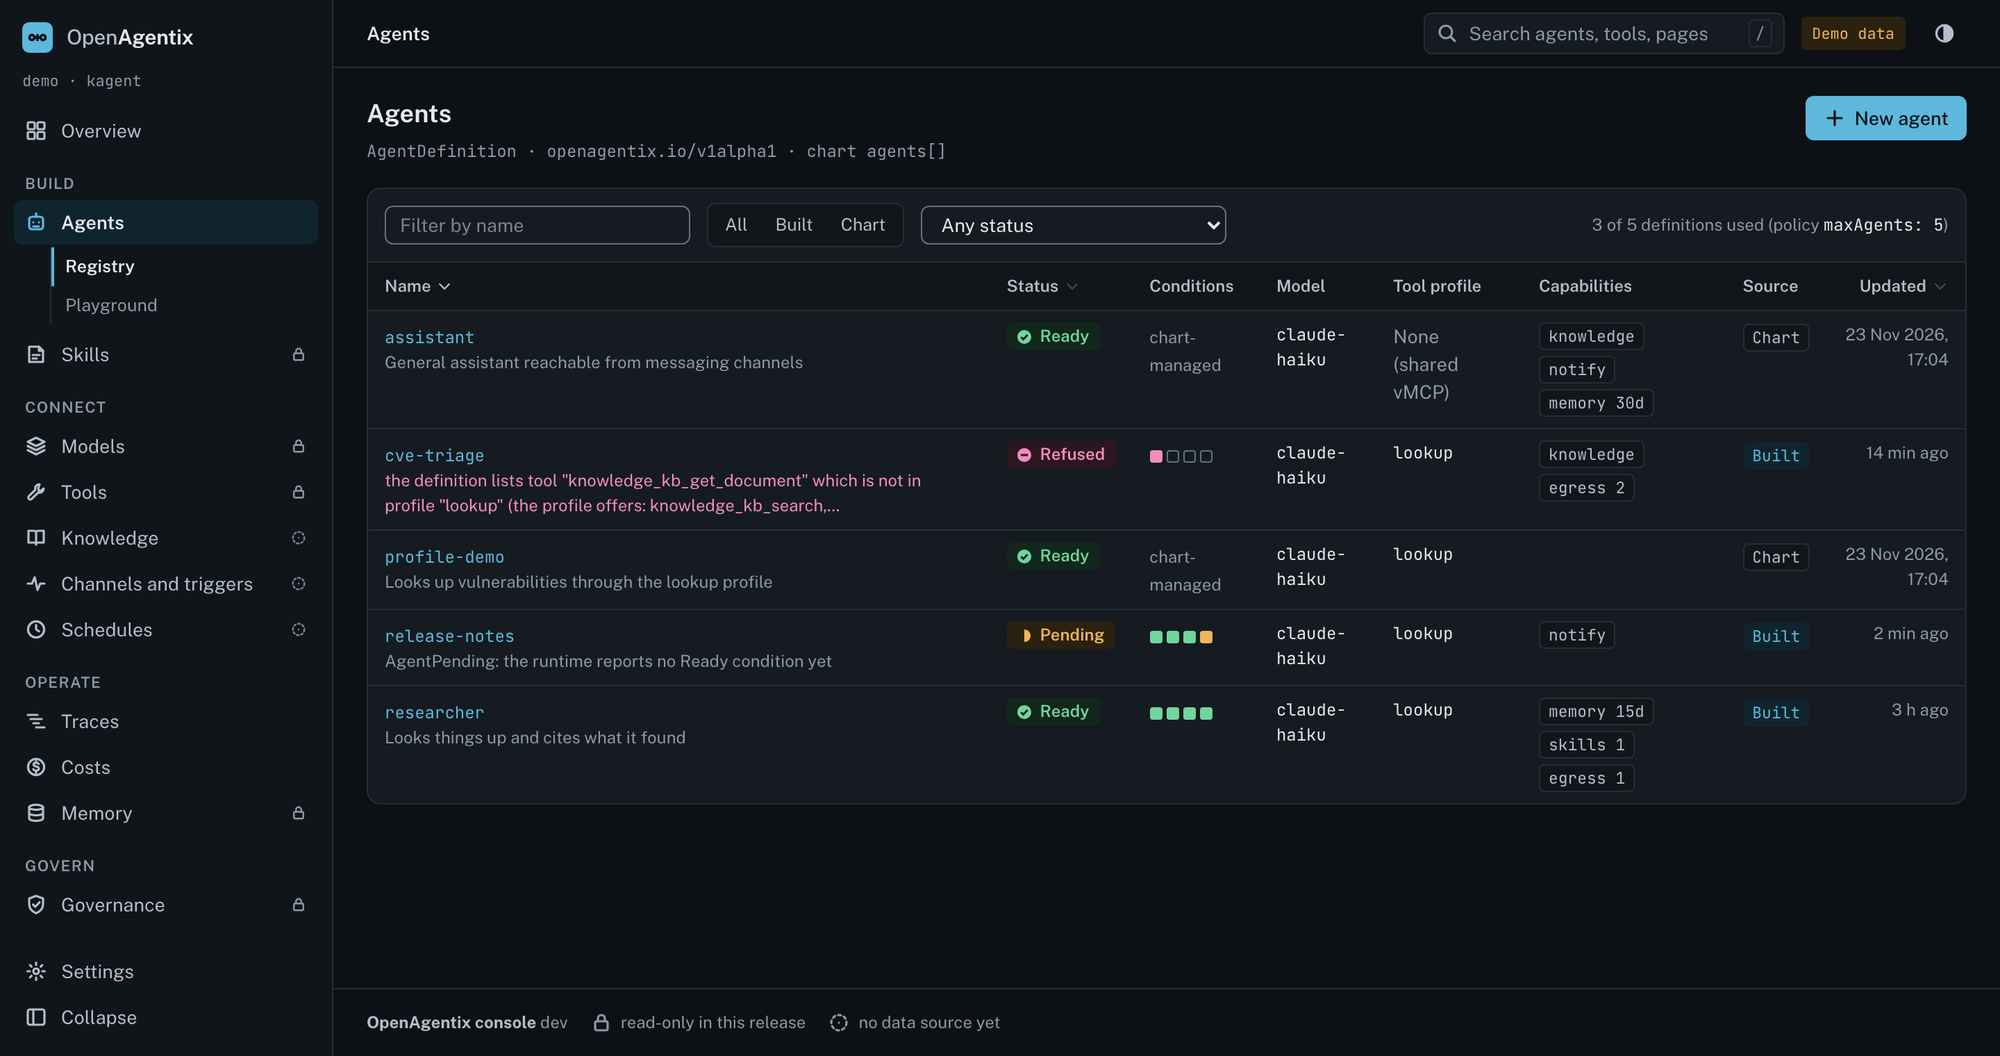 OpenAgentix
demo · kagent
Overview
BUILD
Agents
Registry
Playground
Skills
CONNECT
Models
Tools
Knowledge
Channels and triggers
Schedules
OPERATE
Traces
Costs
Memory
GOVERN
Governance
Settings
Collapse
Agents
Search agents, tools, pages /
Demo data
Agents
AgentDefinition · openagentix.io/v1alpha1 · chart agents[]
New agent
Filter by name
All Built Chart
Any status
3 of 5 definitions used (policy maxAgents: 5)
Name Status Conditions Model Tool profile Capabilities Source Updated
assistant
General assistant reachable from messaging channels
Ready
chart-
managed
claude-
haiku
None
(shared
vMCP)
knowledge
notify
memory 30d
Chart
23 Nov 2026,
17:04
cve-triage
the definition lists tool "knowledge_kb_get_document" which is not in
profile "lookup" (the profile offers: knowledge_kb_search,...
Refused
claude-
haiku
lookup
knowledge
egress 2
Built
14 min ago
profile-demo
Looks up vulnerabilities through the lookup profile
Ready
chart-
managed
claude-
haiku
lookup
Chart
23 Nov 2026,
17:04
release-notes
AgentPending: the runtime reports no Ready condition yet
Pending
claude-
haiku
lookup
notify
Built
2 min ago
researcher
Looks things up and cites what it found
Ready
claude-
haiku
lookup
memory 15d
skills 1
egress 1
Built
3 h ago
OpenAgentix console dev
read-only in this release
no data source yet